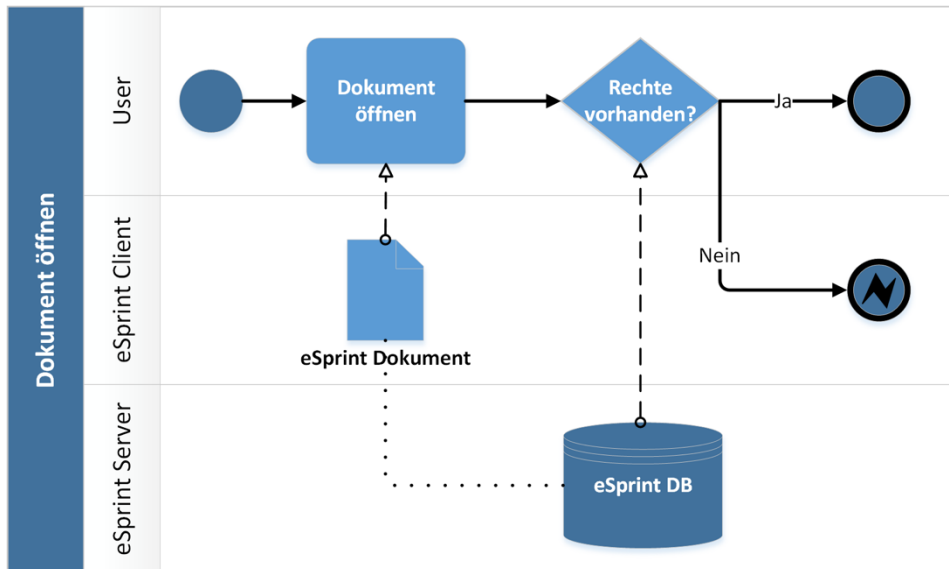 Dokument öffnen
User
Dokument
öffnen
Rechte
vorhanden?
Ja
eSprint Client
Nein
eSprint Dokument
eSprint Server
eSprint DB